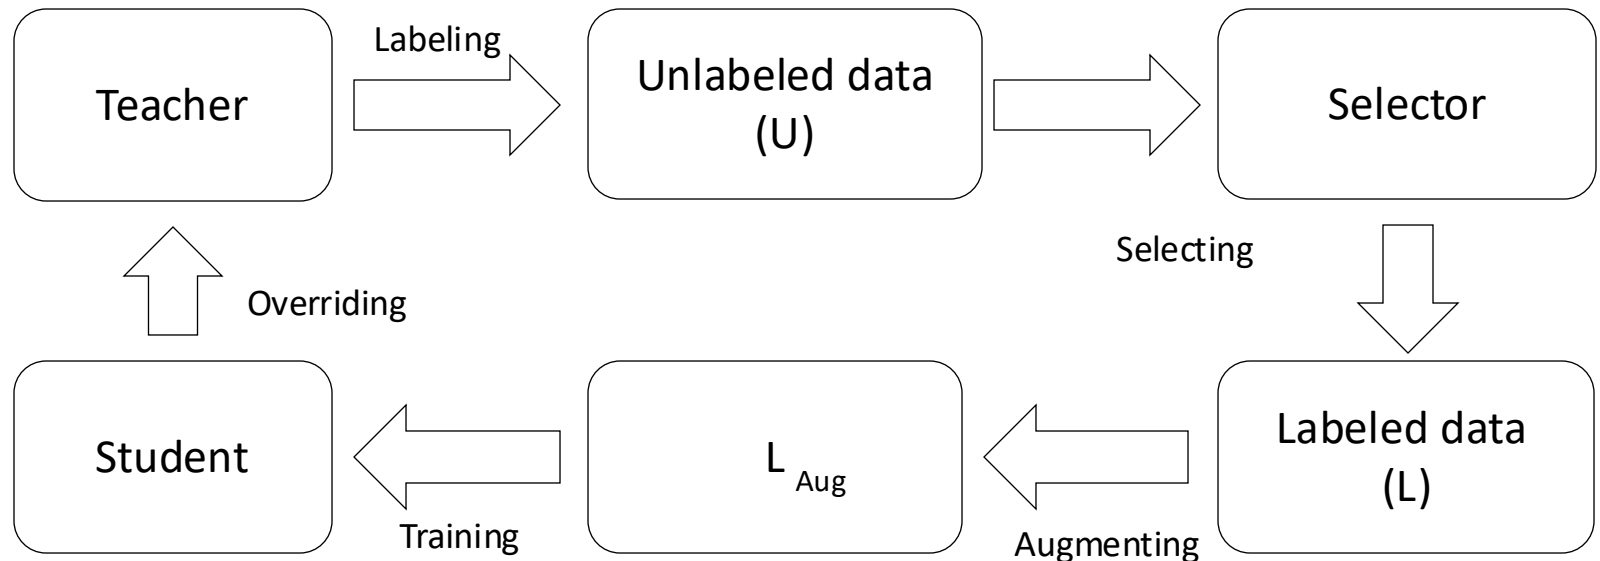 Labeling
Teacher
Unlabeled data
(U)
Selector
Selecting
Overriding
Student
L Aug
Labeled data
(L)
Training
Augmenting